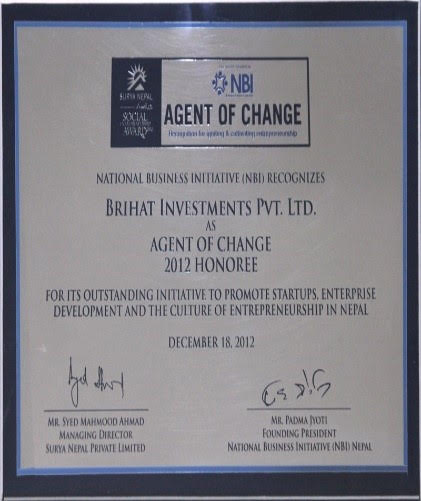 SURYA NEPAL
SOCIAL
AWARD
NBI
AGENT OF CHANGE
Recognition for igniting & cultivating entrepreneurship
NATIONAL BUSINESS INITIATIVE (NBI) RECOGNIZES
BRIHAT INVESTMENTS PVT. LTD.
AS
AGENT OF CHANGE
2012 HONOREE
FOR ITS OUTSTANDING INITIATIVE TO PROMOTE STARTUPS, ENTERPRISE
DEVELOPMENT AND THE CULTURE OF ENTREPRENEURSHIP IN NEPAL
DECEMBER 18, 2012
MR. SYED MAHMOOD AHMAD
MANAGING DIRECTOR
SURYA NEPAL PRIVATE LIMITED
MR. PADMA JYOTI
FOUNDING PRESIDENT
NATIONAL BUSINESS INITIATIVE (NBI) NEPAL